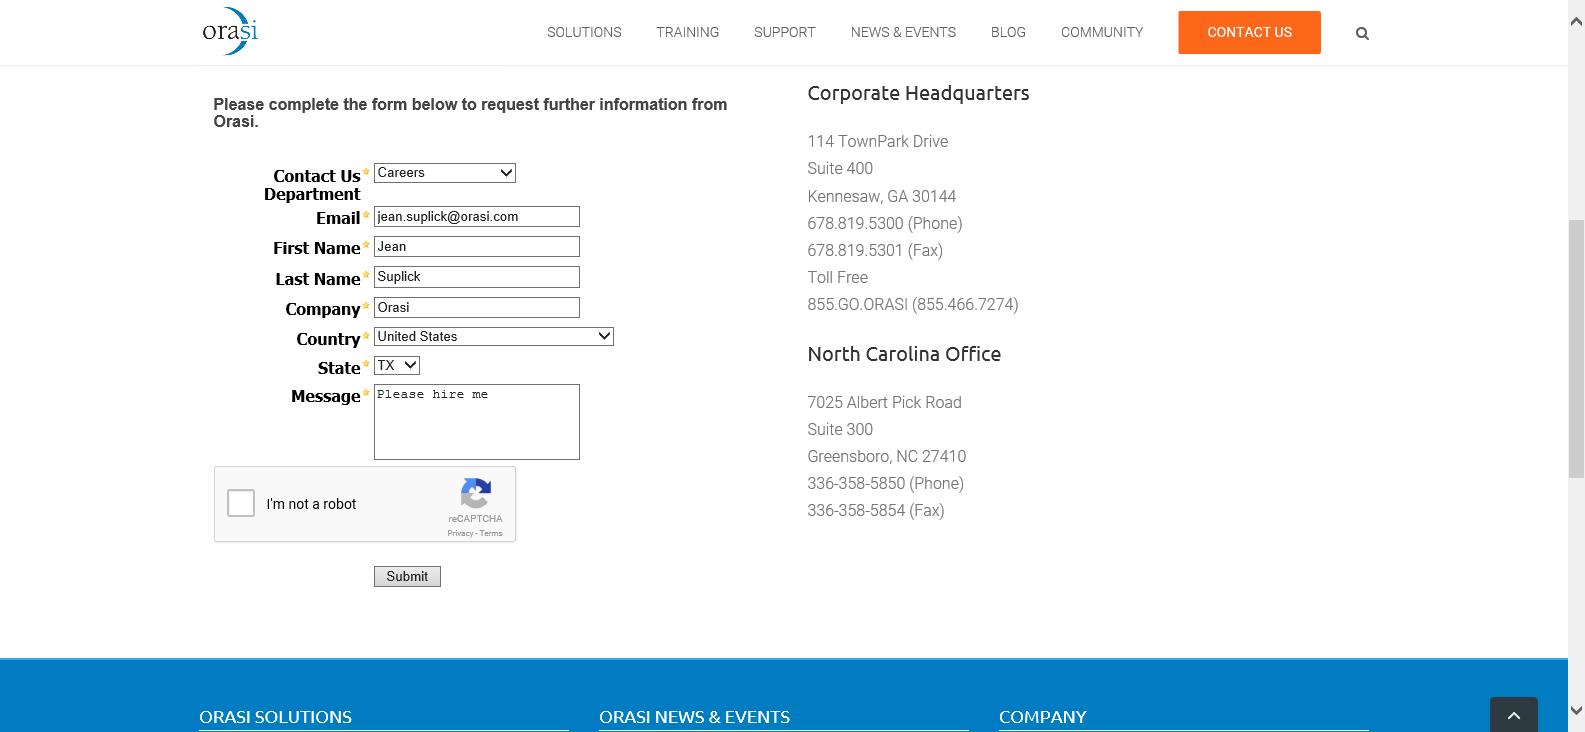 orasi
SOLUTIONS
TRAINING
SUPPORT
NEWS & EVENTS
BLOG
COMMUNITY
CONTACT US
Please complete the form below to request further information from
Orasi.
Contact Us
Department
Careers
Email
jean.suplick@orasi.com
First Name
Jean
Last Name
Suplick
Company
Orasi
Country
United States
State
TX
Message
Please hire me
I'm not a robot
reCAPTCHA
Privacy - Terms
Submit
Corporate Headquarters
114 TownPark Drive
Suite 400
Kennesaw, GA 30144
678.819.5300 (Phone)
678.819.5301 (Fax)
Toll Free
855.GO.ORASI (855.466.7274)
North Carolina Office
7025 Albert Pick Road
Suite 300
Greensboro, NC 27410
336-358-5850 (Phone)
336-358-5854 (Fax)
ORASI SOLUTIONS
ORASI NEWS & EVENTS
COMPANY